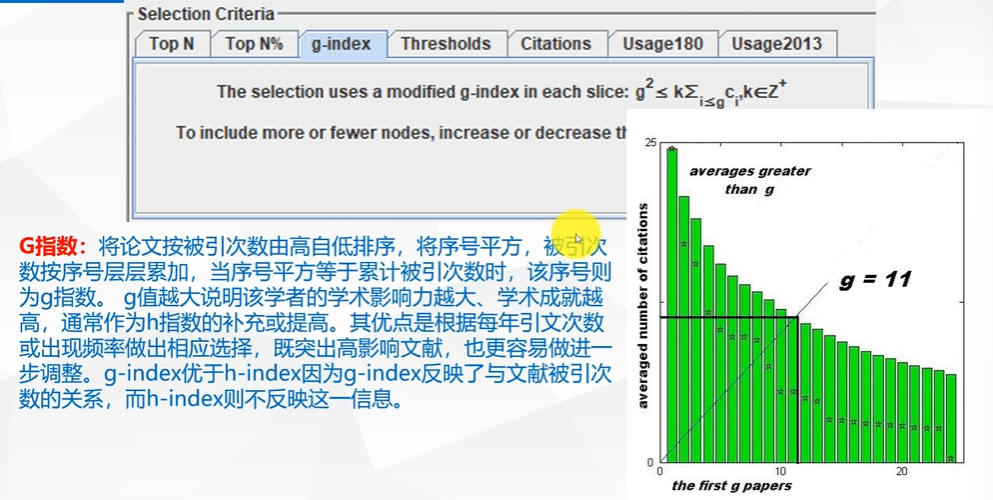 Selection Criteria
Top N
Top N%
g-index
Thresholds
Citations
Usage180
Usage2013
The selection uses a modified g-index in each slice: g²≤ kΣi≤gci,k∈Z⁺
To include more or fewer nodes, increase or decrease th
G指数：将论文按被引次数由高自低排序，将序号平方，被引次
数按序号层层累加，当序号平方等于累计被引次数时，该序号则
为g指数。 g值越大说明该学者的学术影响力越大、学术成就越
高，通常作为h指数的补充或提高。其优点是根据每年引文次数
或出现频率做出相应选择，既突出高影响文献，也更容易做进一
步调整。g-index优于h-index因为g-index反映了与文献被引次
数的关系，而h-index则不反映这一信息。
25
averages greater
than g
g = 11
averaged number of citations
0
0
10
20
the first g papers